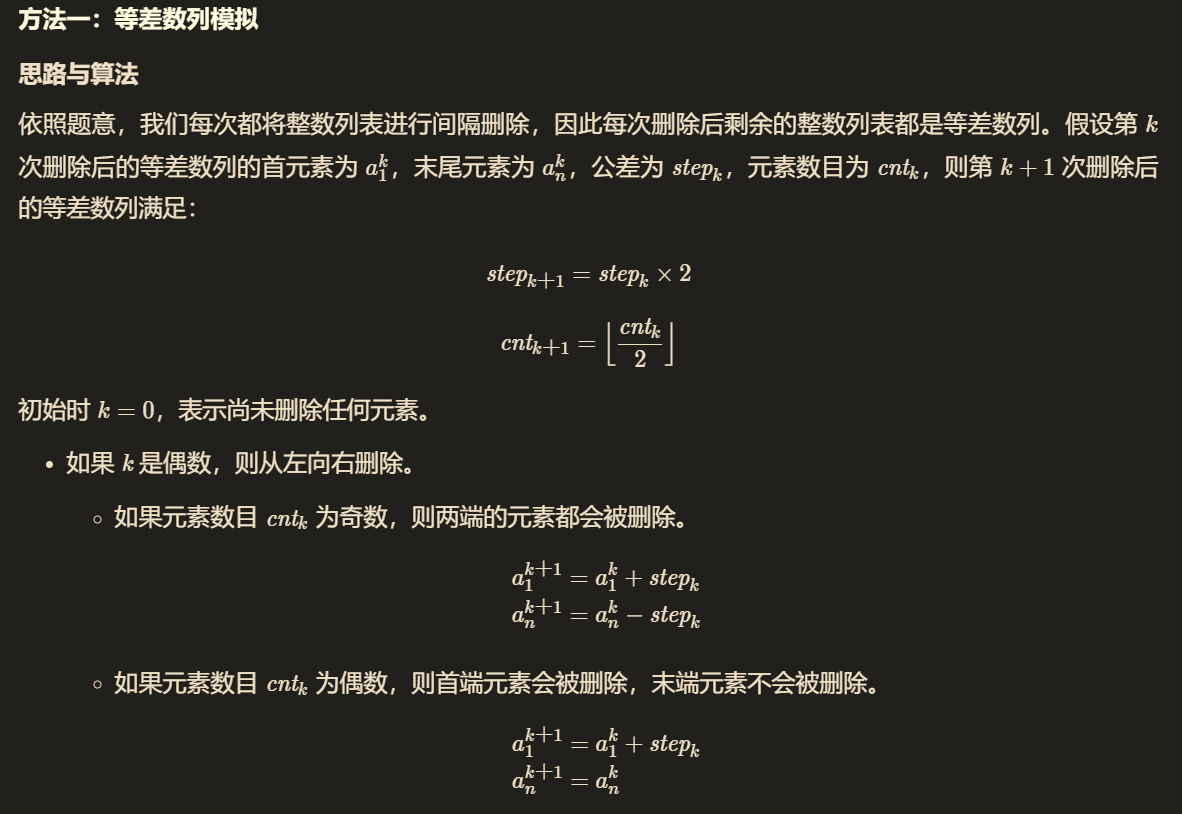 方法一：等差数列模拟
思路与算法
依照题意，我们每次都将整数列表进行间隔删除，因此每次删除后剩余的整数列表都是等差数列。假设第 $k$
次删除后的等差数列的首元素为 $a_1^k$，末尾元素为 $a_n^k$，公差为 $step_k$，元素数目为 $cnt_k$，则第 $k+1$ 次删除后
的等差数列满足：
$step_{k+1} = step_k \times 2$
$cnt_{k+1} = \left\lfloor \frac{cnt_k}{2} \right\rfloor$
初始时 $k = 0$，表示尚未删除任何元素。
• 如果 $k$ 是偶数，则从左向右删除。
◦ 如果元素数目 $cnt_k$ 为奇数，则两端的元素都会被删除。
$a_1^{k+1} = a_1^k + step_k$
$a_n^{k+1} = a_n^k - step_k$
◦ 如果元素数目 $cnt_k$ 为偶数，则首端元素会被删除，末端元素不会被删除。
$a_1^{k+1} = a_1^k + step_k$
$a_n^{k+1} = a_n^k$